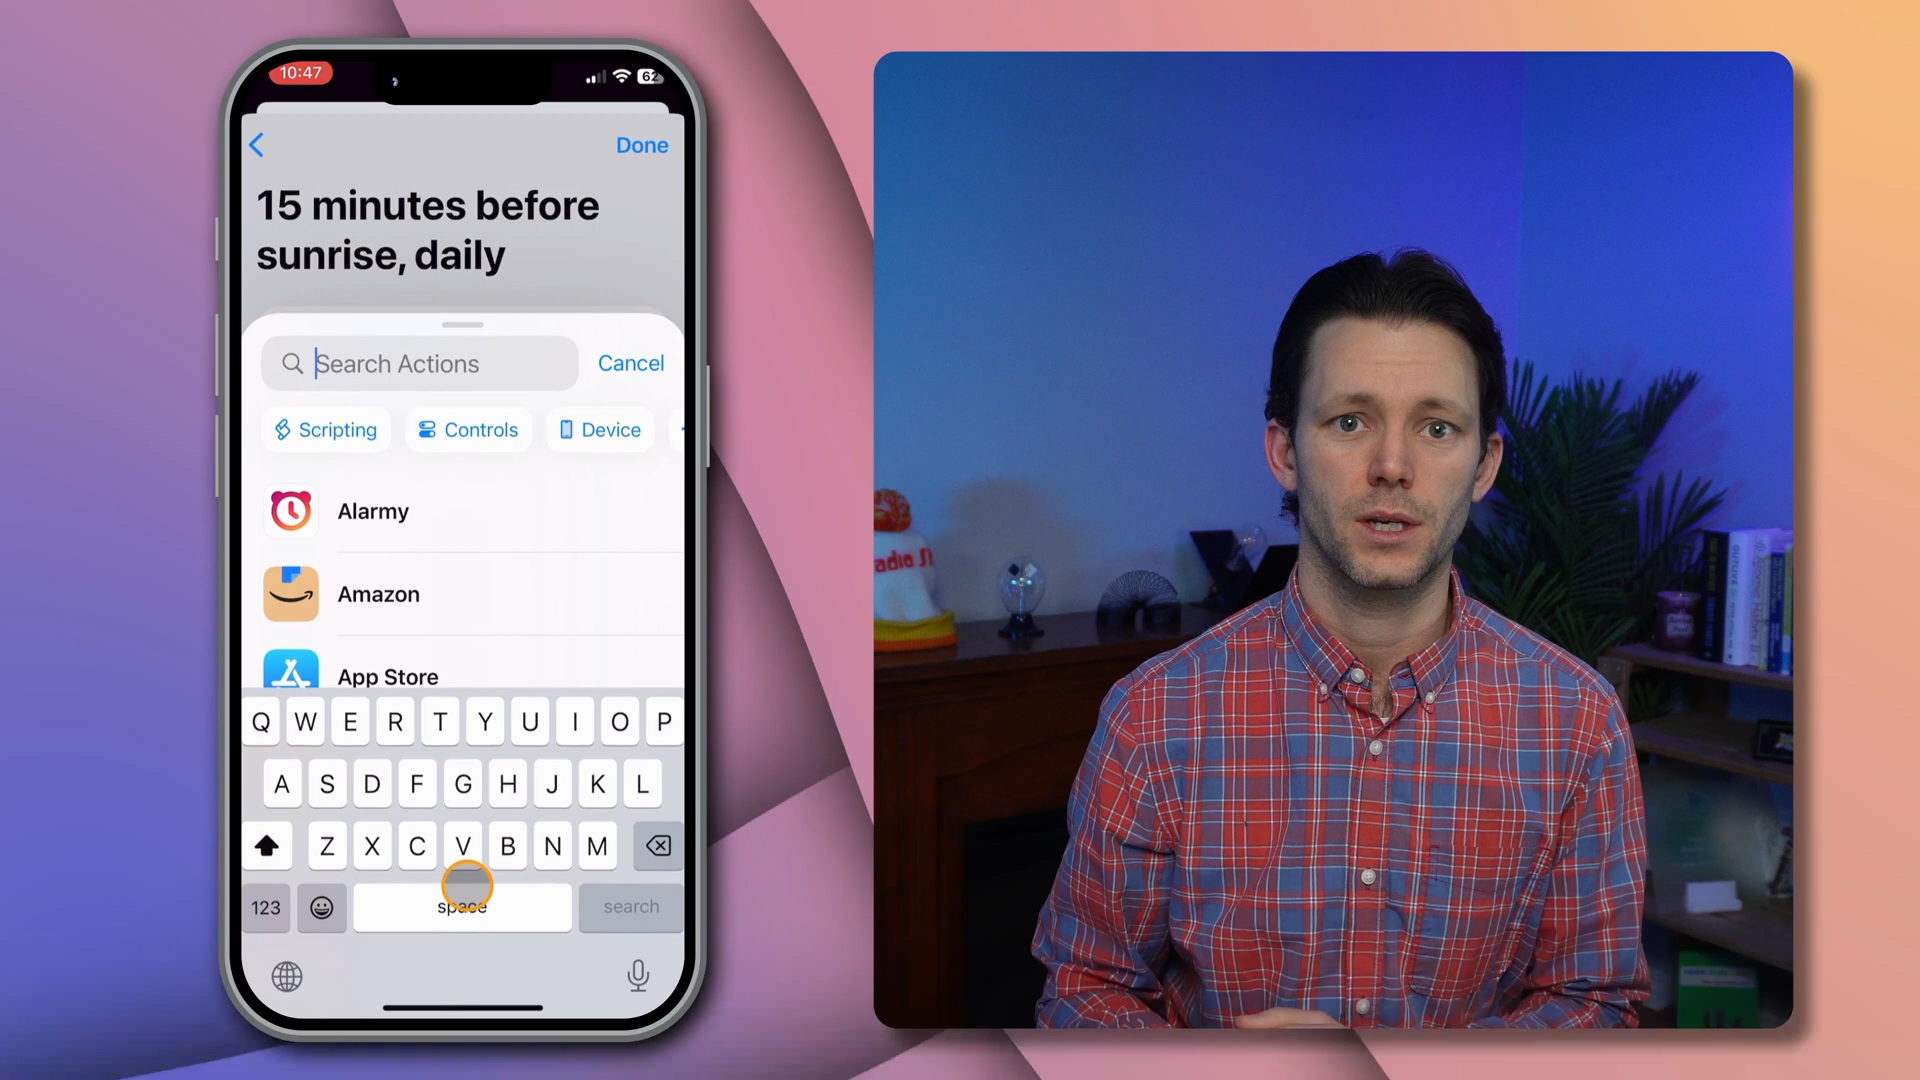 10:47
62
Done
15 minutes before
sunrise, daily
Search Actions
Cancel
Scripting
Controls
Device
Alarmy
Amazon
App Store
Q W E R T Y U I O P
A S D F G H J K L
Z X C V B N M
123
space
search
adio